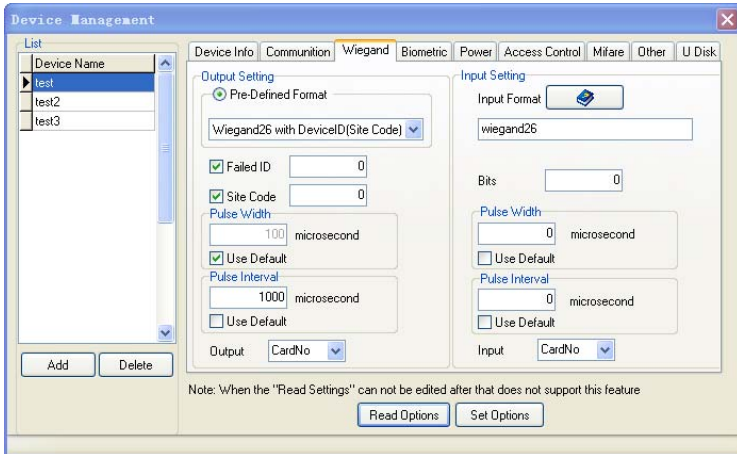 Device Management
List
Device Name
test
test2
test3
Add Delete
Device Info Communition Wiegand Biometric Power Access Control Mifare Other U Disk
Output Setting
Pre-Defined Format
Wiegand26 with DeviceID(Site Code)
Failed ID 0
Site Code 0
Pulse Width
100 microsecond
Use Default
Pulse Interval
1000 microsecond
Use Default
Output CardNo
Input Setting
Input Format
wiegand26
Bits 0
Pulse Width
0 microsecond
Use Default
Pulse Interval
0 microsecond
Use Default
Input CardNo
Note: When the "Read Settings" can not be edited after that does not support this feature
Read Options Set Options